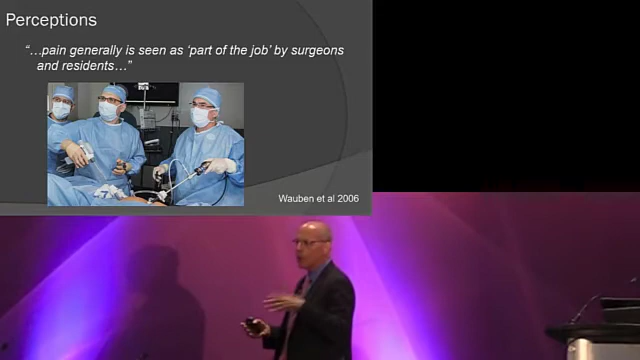 Perceptions
“…pain generally is seen as ‘part of the job’ by surgeons
and residents…”
Wauben et al 2006